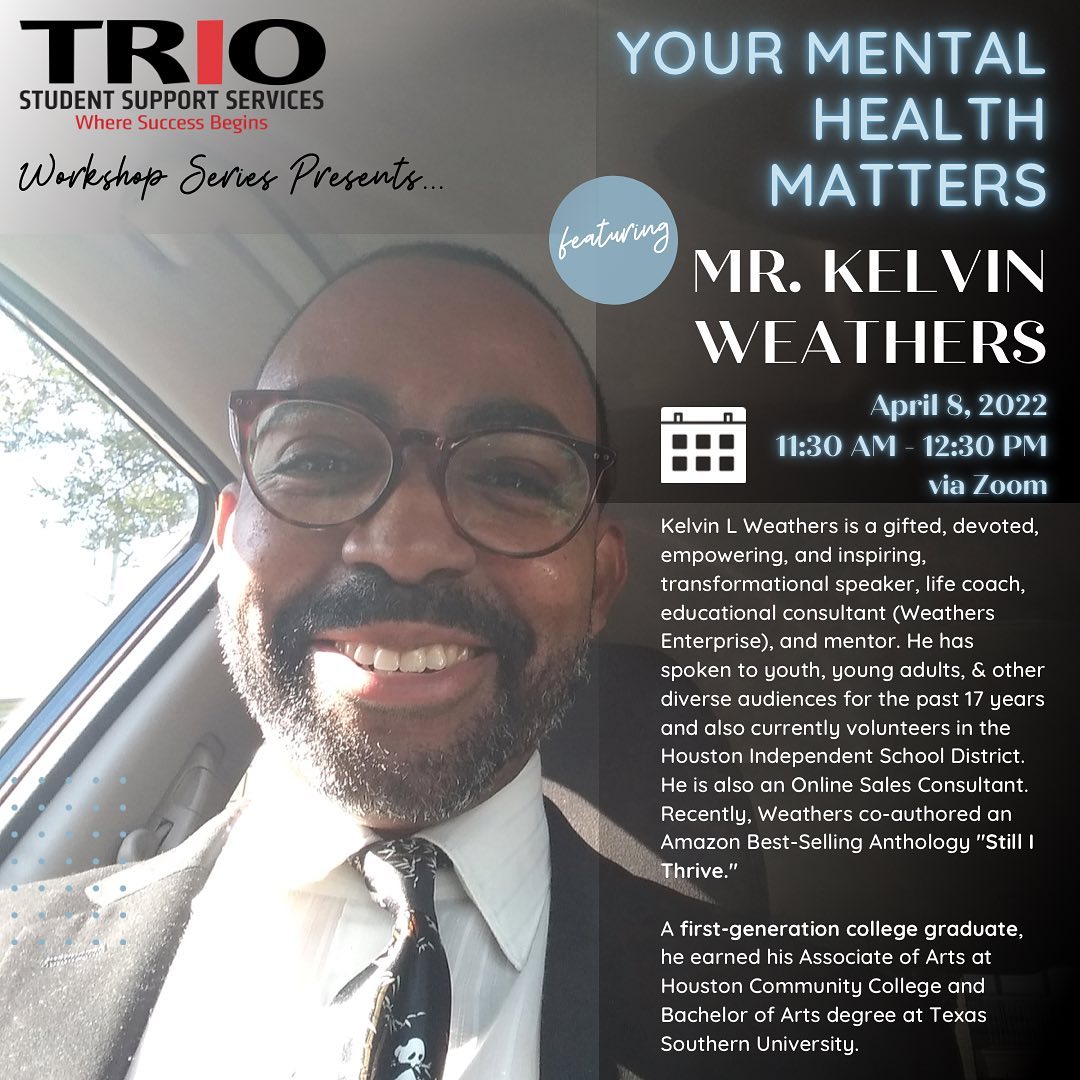 TRIO
STUDENT SUPPORT SERVICES
Where Success Begins
Workshop Series Presents...
YOUR MENTAL
HEALTH
MATTERS
featuring
MR. KELVIN
WEATHERS
April 8, 2022
11:30 AM - 12:30 PM
via Zoom
Kelvin L Weathers is a gifted, devoted,
empowering, and inspiring,
transformational speaker, life coach,
educational consultant (Weathers
Enterprise), and mentor. He has
spoken to youth, young adults, & other
diverse audiences for the past 17 years
and also currently volunteers in the
Houston Independent School District.
He is also an Online Sales Consultant.
Recently, Weathers co-authored an
Amazon Best-Selling Anthology "Still I
Thrive."
A first-generation college graduate,
he earned his Associate of Arts at
Houston Community College and
Bachelor of Arts degree at Texas
Southern University.